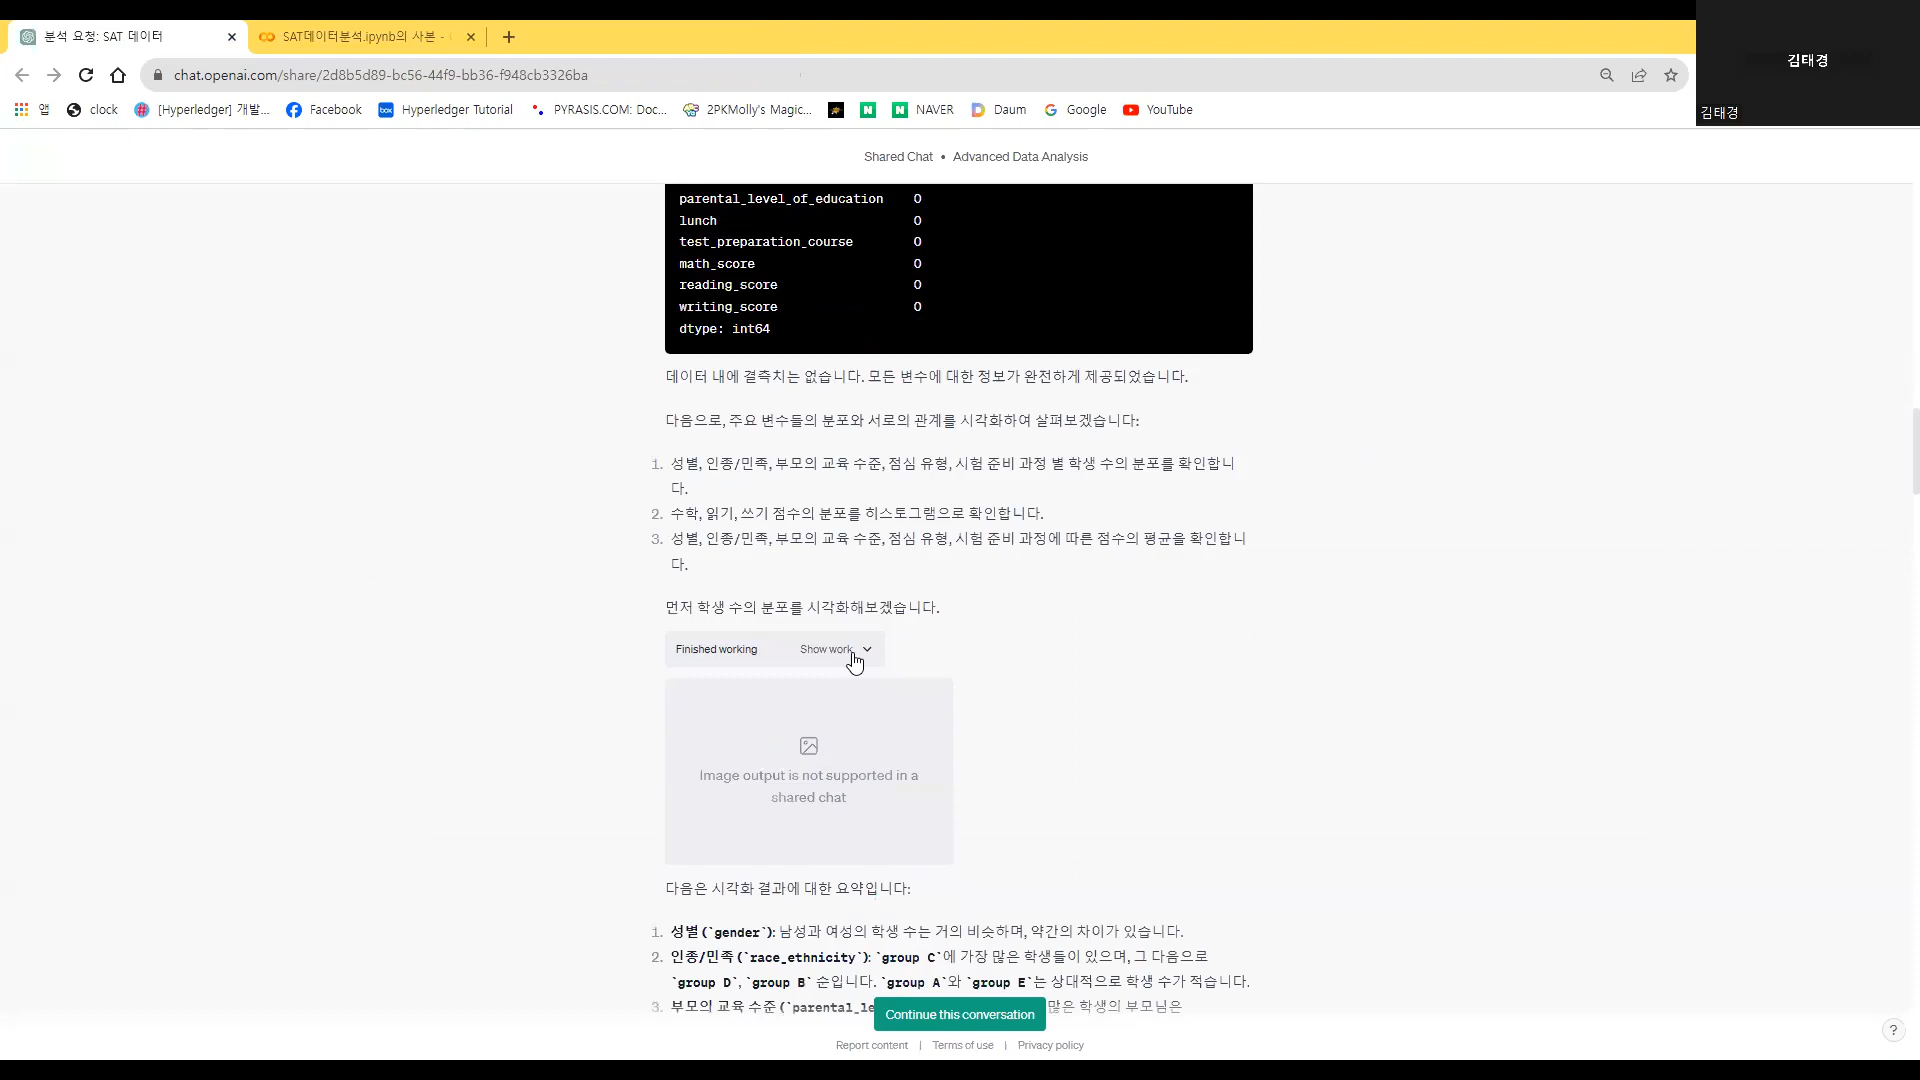 분석 요청: SAT 데이터
SAT데이터분석.ipynb의 사본 -
김태경
김태경
chat.openai.com/share/2d8b5d89-bc56-44f9-bb36-f948cb3326ba
앱 clock [Hyperledger] 개발... Facebook Hyperledger Tutorial PYRASIS.COM: Doc... 2PKMolly's Magic... NAVER Daum Google YouTube
Shared Chat • Advanced Data Analysis
parental_level_of_education 0
lunch 0
test_preparation_course 0
math_score 0
reading_score 0
writing_score 0
dtype: int64
데이터 내에 결측치는 없습니다. 모든 변수에 대한 정보가 완전하게 제공되었습니다.
다음으로, 주요 변수들의 분포와 서로의 관계를 시각화하여 살펴보겠습니다:
1. 성별, 인종/민족, 부모의 교육 수준, 점심 유형, 시험 준비 과정 별 학생 수의 분포를 확인합니
다.
2. 수학, 읽기, 쓰기 점수의 분포를 히스토그램으로 확인합니다.
3. 성별, 인종/민족, 부모의 교육 수준, 점심 유형, 시험 준비 과정에 따른 점수의 평균을 확인합니
다.
먼저 학생 수의 분포를 시각화해보겠습니다.
Finished working Show work
Image output is not supported in a
shared chat
다음은 시각화 결과에 대한 요약입니다:
1. 성별 (`gender`): 남성과 여성의 학생 수는 거의 비슷하며, 약간의 차이가 있습니다.
2. 인종/민족 (`race_ethnicity`): `group C`에 가장 많은 학생들이 있으며, 그 다음으로
`group D`, `group B` 순입니다. `group A`와 `group E`는 상대적으로 학생 수가 적습니다.
3. 부모의 교육 수준 (`parental_le 많은 학생의 부모님은
Continue this conversation
Report content | Terms of use | Privacy policy
?